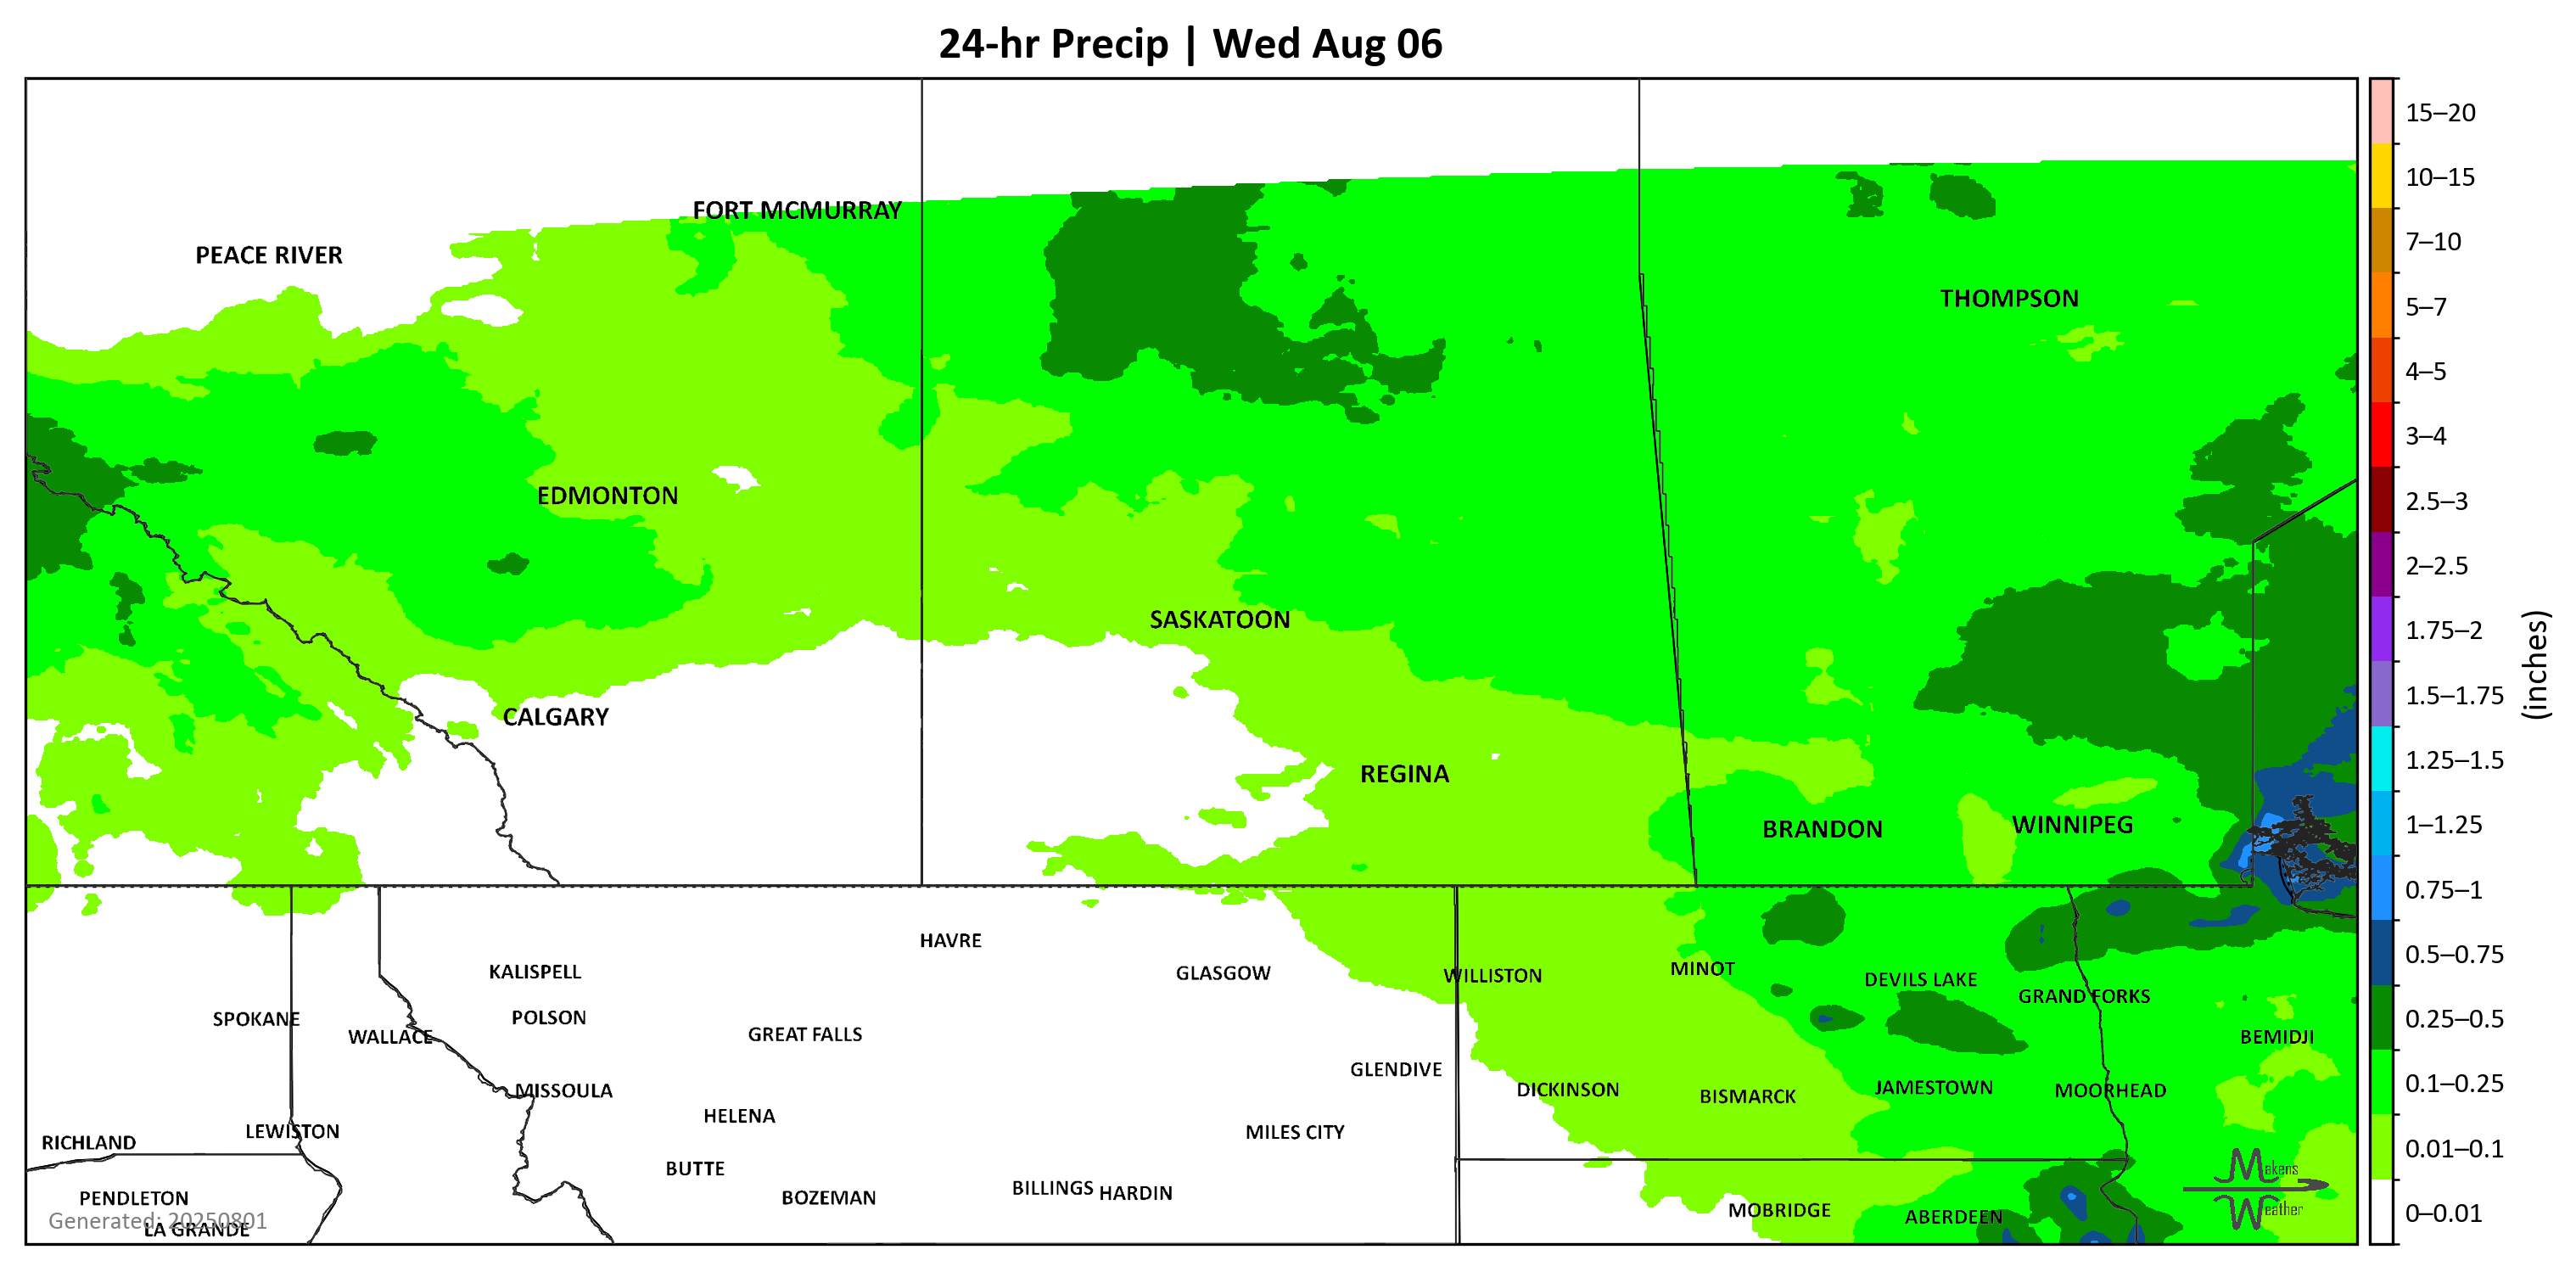 24-hr Precip | Wed Aug 06
FORT MCMURRAY
PEACE RIVER
THOMPSON
EDMONTON
SASKATOON
CALGARY
REGINA
BRANDON
WINNIPEG
HAVRE
KALISPELL
GLASGOW
WILLISTON
MINOT
DEVILS LAKE
GRAND FORKS
SPOKANE
POLSON
WALLACE
GREAT FALLS
BEMIDJI
GLENDIVE
MISSOULA
DICKINSON
BISMARCK
JAMESTOWN
MOORHEAD
HELENA
LEWISTON
MILES CITY
RICHLAND
BUTTE
BILLINGS
HARDIN
PENDLETON
BOZEMAN
MOBRIDGE
ABERDEEN
Generated: 20250801
LA GRANDE
Makens
Weather
15–20
10–15
7–10
5–7
4–5
3–4
2.5–3
2–2.5
1.75–2
1.5–1.75
1.25–1.5
1–1.25
0.75–1
0.5–0.75
0.25–0.5
0.1–0.25
0.01–0.1
0–0.01
(inches)